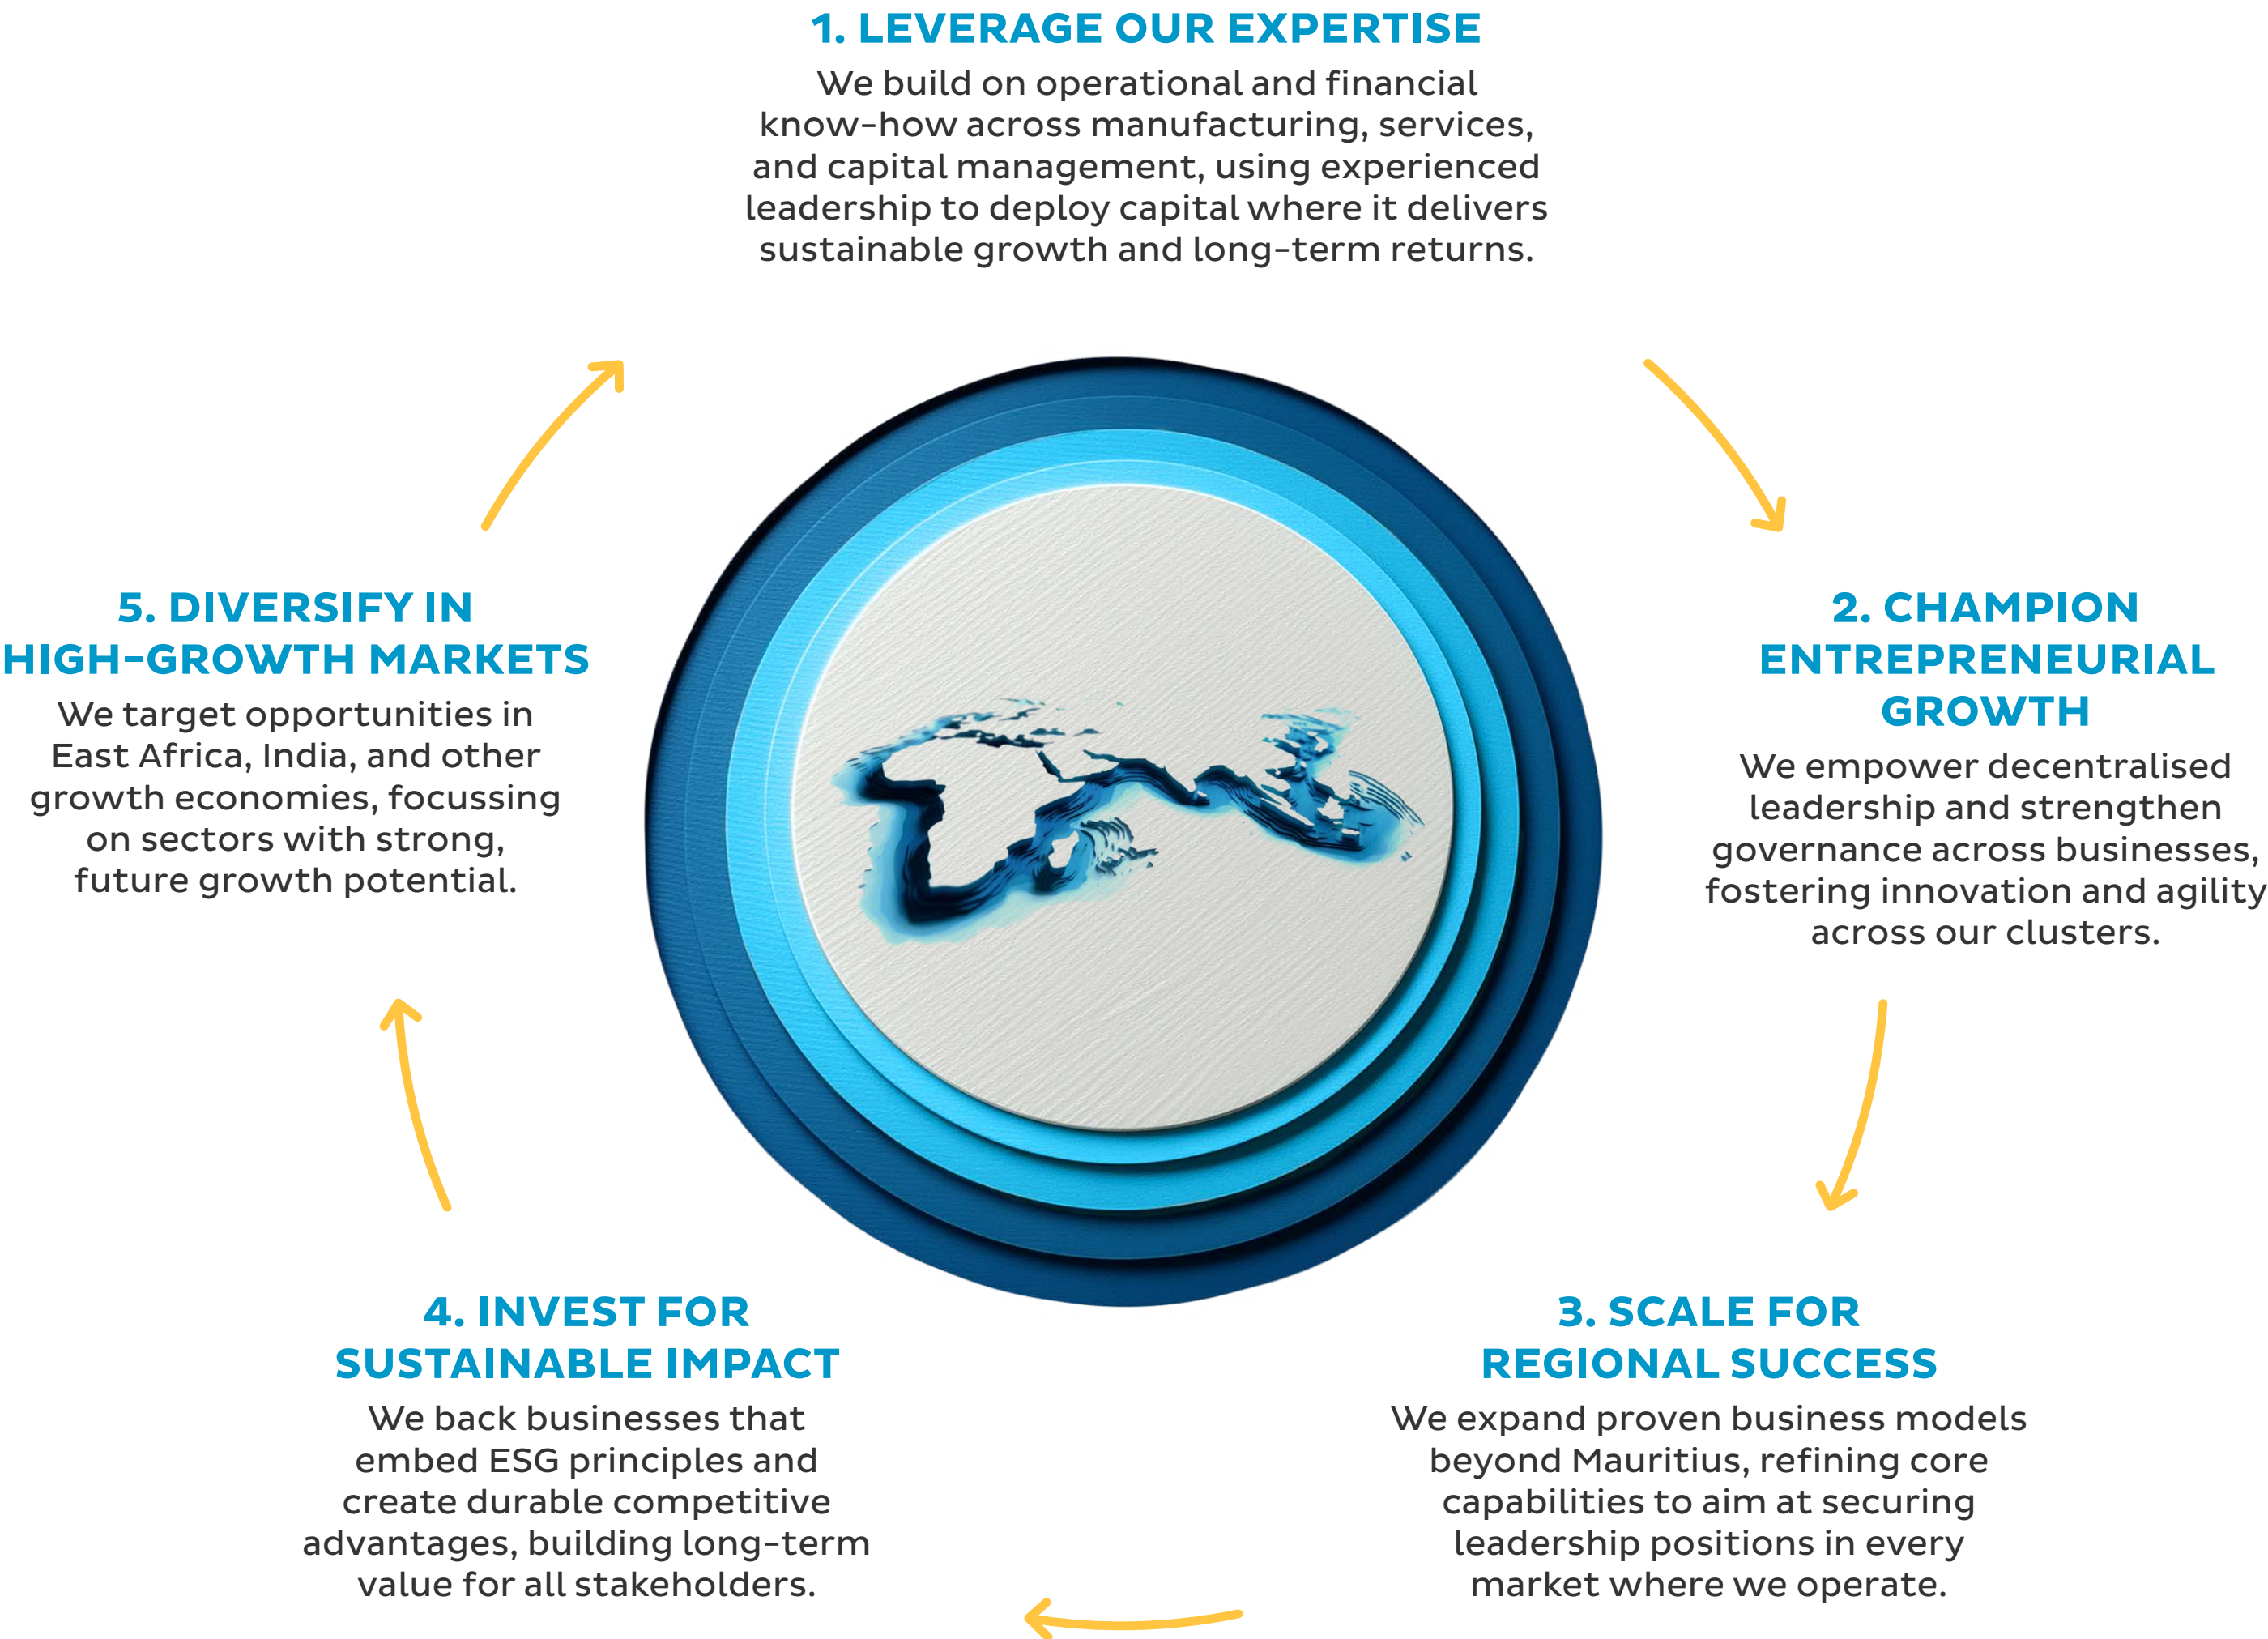 1. LEVERAGE OUR EXPERTISE
We build on operational and financial
know-how across manufacturing, services,
and capital management, using experienced
leadership to deploy capital where it delivers
sustainable growth and long-term returns.
2. CHAMPION
ENTREPRENEURIAL
GROWTH
We empower decentralised
leadership and strengthen
governance across businesses,
fostering innovation and agility
across our clusters.
3. SCALE FOR
REGIONAL SUCCESS
We expand proven business models
beyond Mauritius, refining core
capabilities to aim at securing
leadership positions in every
market where we operate.
4. INVEST FOR
SUSTAINABLE IMPACT
We back businesses that
embed ESG principles and
create durable competitive
advantages, building long-term
value for all stakeholders.
5. DIVERSIFY IN
HIGH-GROWTH MARKETS
We target opportunities in
East Africa, India, and other
growth economies, focussing
on sectors with strong,
future growth potential.